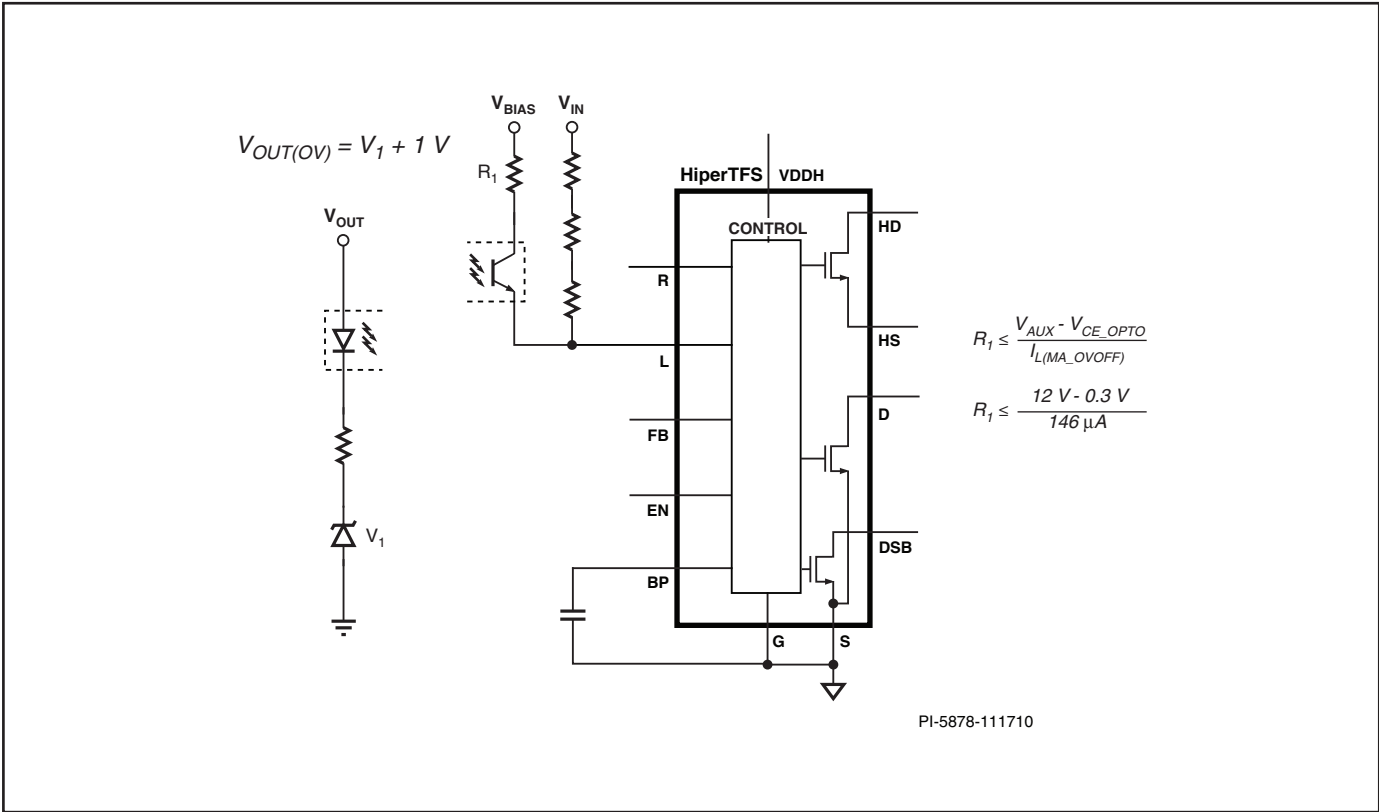 V_BIAS V_IN
V_OUT(OV) = V_1 + 1 V
R_1
HiperTFS VDDH
V_OUT
CONTROL
HD
R
HS
R_1 ≤ (V_AUX - V_CE_OPTO) / I_L(MA_OVOFF)
L
D
R_1 ≤ (12 V - 0.3 V) / 146 μA
FB
EN
V_1
DSB
BP
G S
PI-5878-111710